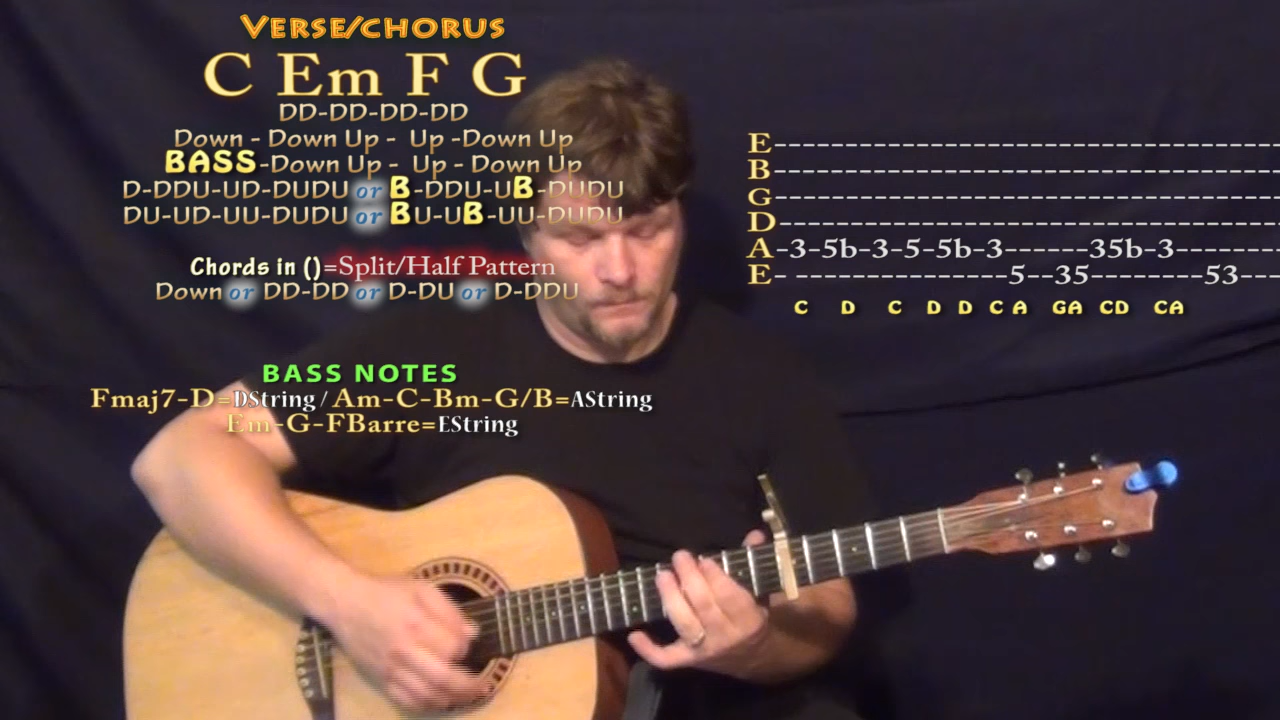 VERSE/CHORUS
C Em F G
DD-DD-DD-DD
Down - Down Up - Up -Down Up
BASS-Down Up - Up - Down Up
D-DDU-UD-DUDU or B-DDU-UB-DUDU
DU-UD-UU-DUDU or BU-UB-UU-DUDU
Chords in ()=Split/Half Pattern
Down or DD-DD or D-DU or D-DDU
BASS NOTES
Fmaj7-D=DString / Am-C-Bm-G/B=AString
Em-G-FBarre=EString
E------------------------------------------
B------------------------------------------
G------------------------------------------
D------------------------------------------
A-3-5b-3-5-5b-3------35b-3--------
E- ---------------5--35--------53---
C D C D D C A GA CD CA